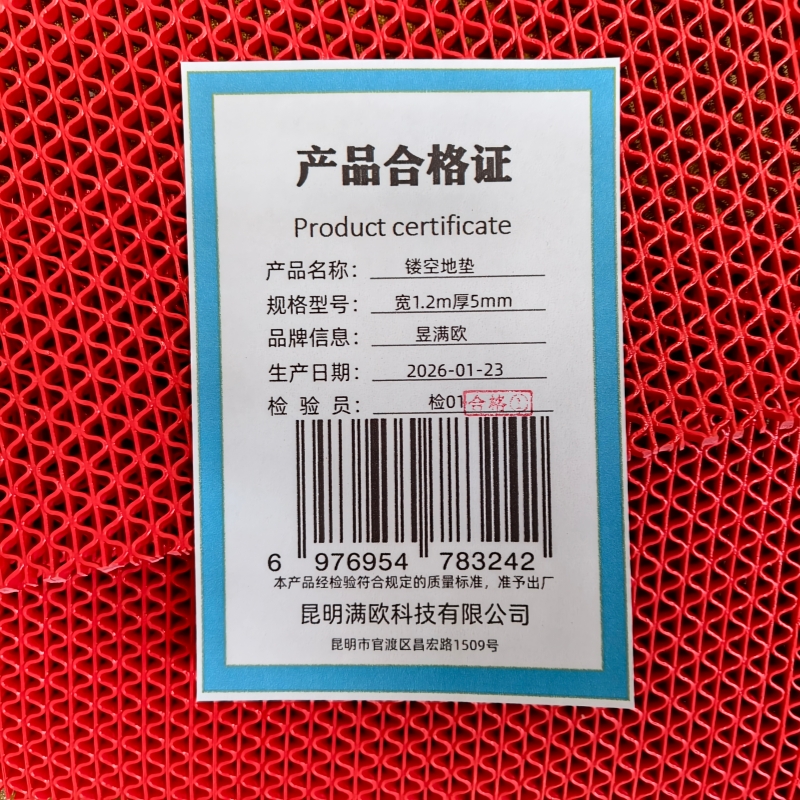 产品合格证
Product certificate
产品名称： 镂空地垫
规格型号： 宽1.2m厚5mm
品牌信息： 昱满欧
生产日期： 2026-01-23
检 验 员： 检01 合格①
6 976954 783242
本产品经检验符合规定的质量标准，准予出厂
昆明满欧科技有限公司
昆明市官渡区昌宏路1509号